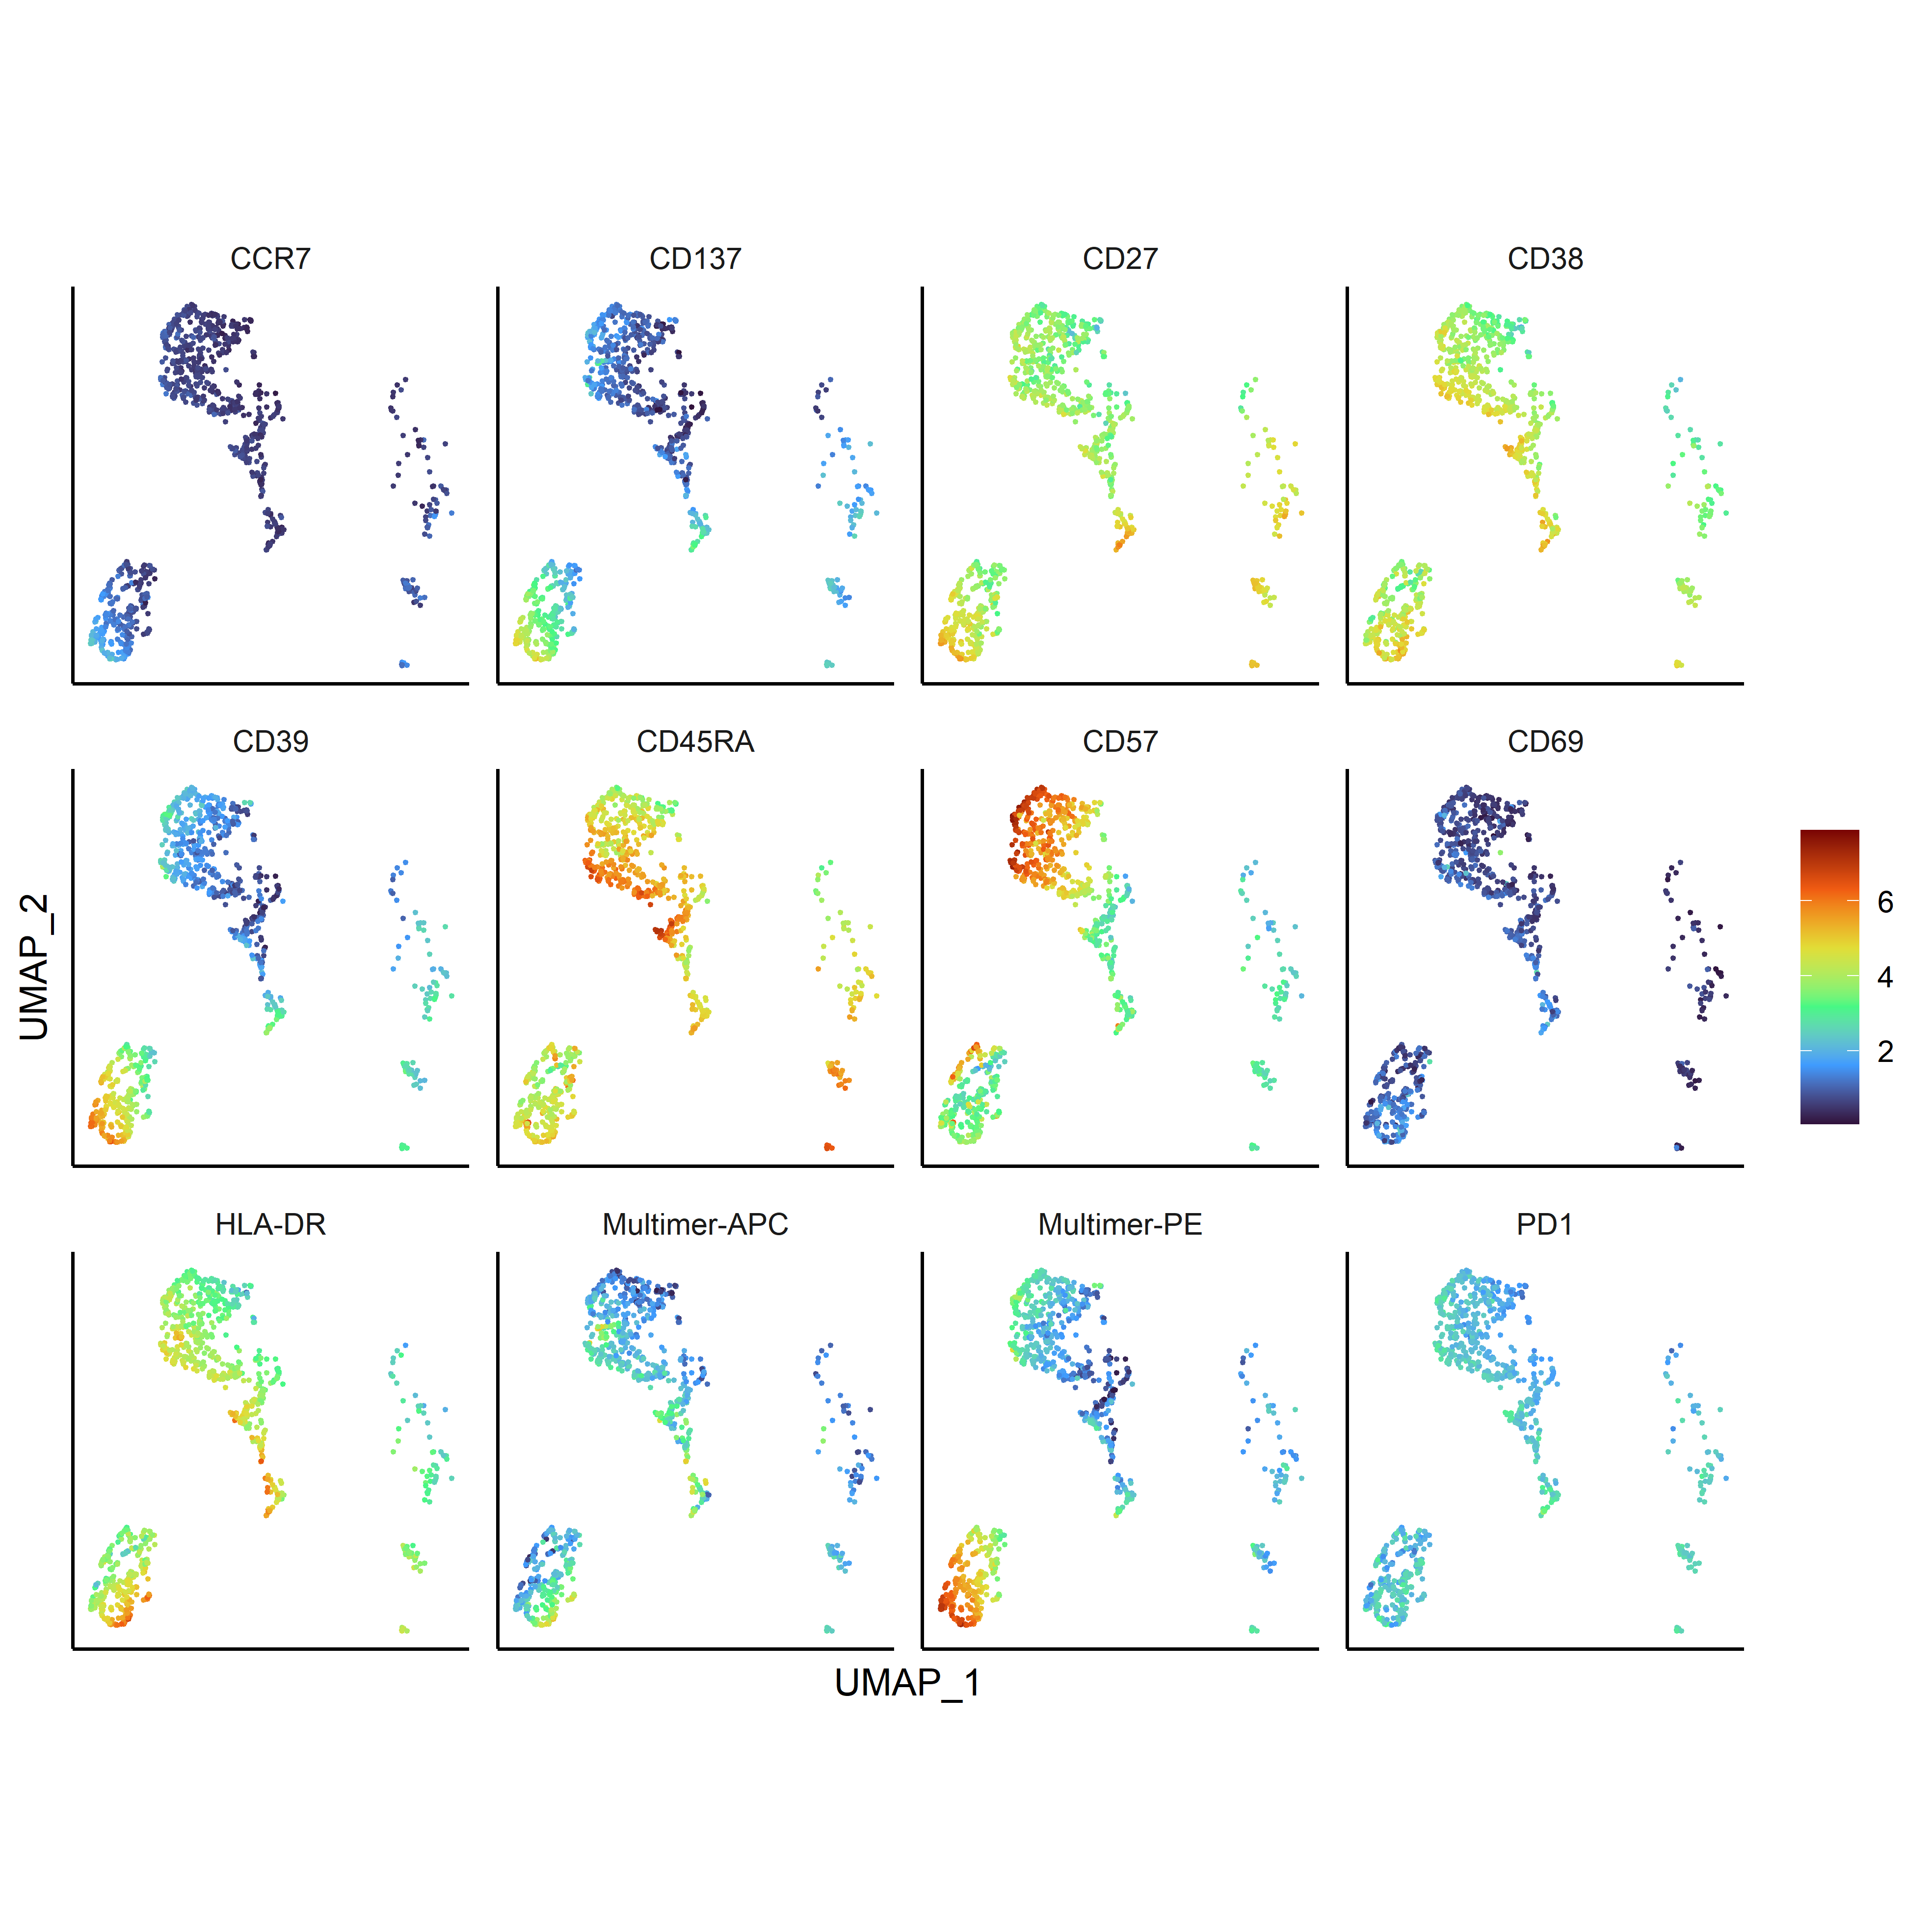 CCR7 CD137 CD27 CD38
CD39 CD45RA CD57 CD69
HLA-DR Multimer-APC Multimer-PE PD1
UMAP_2
UMAP_1
6
4
2